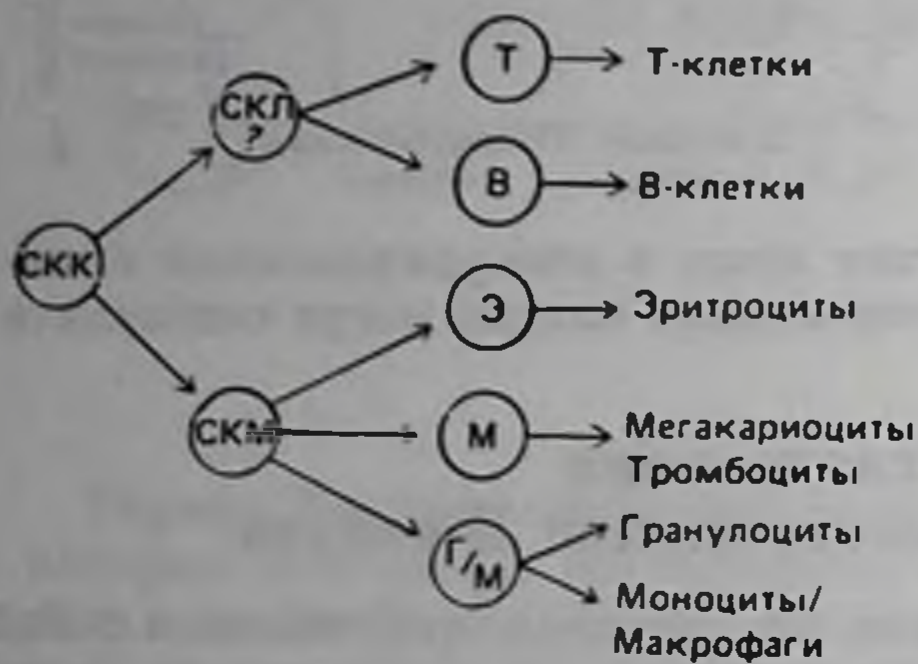 Т → Т-клетки
СКЛ
?
В → В-клетки
СКК
Э → Эритроциты
СКМ
М → Мегакариоциты
Тромбоциты
Г/М
Гранулоциты
Моноциты/
Макрофаги